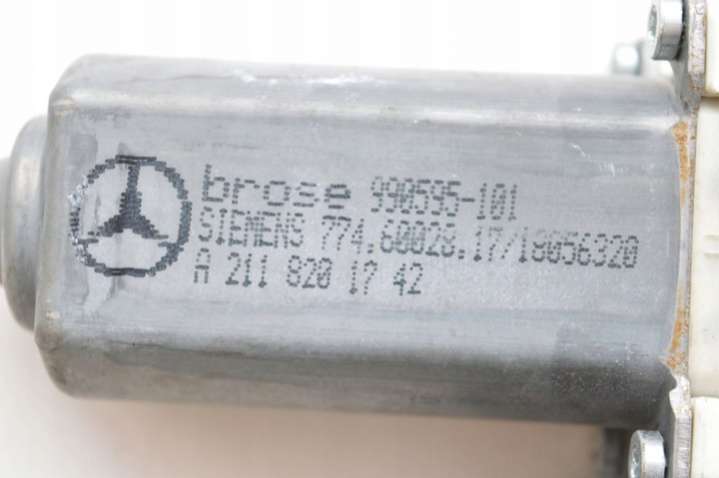 brose 990595-101
SIEMENS 774.60028.17/18056320
A 211 820 17 42